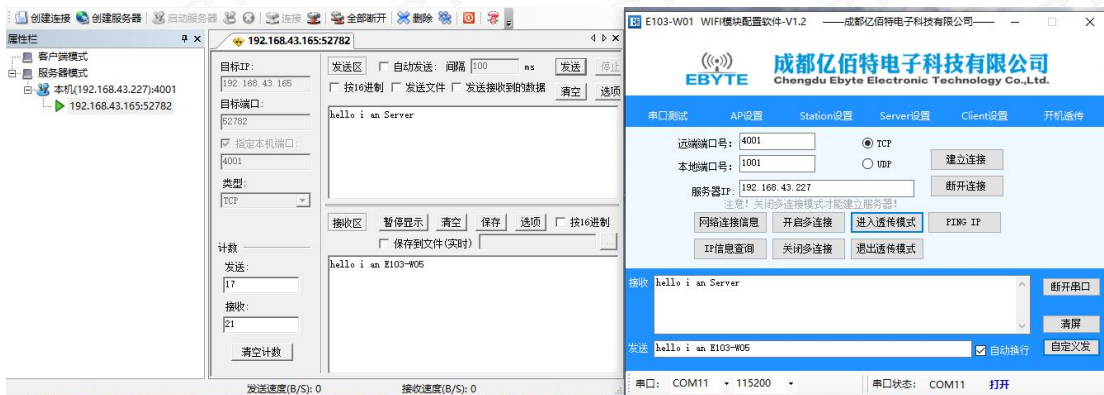 创建连接 创建服务器 启动服务器 连接 全部断开 删除
属性栏
客户端模式
服务器模式
本机(192.168.43.227):4001
192.168.43.165:52782
192.168.43.165:52782
目标IP:
192.168.43.165
目标端口:
52782
指定本机端口:
4001
类型:
TCP
计数
发送:
17
接收:
21
清空计数
发送区 自动发送: 间隔 100 ms 发送 停止
按16进制 发送文件 发送接收到的数据 清空 选项
hello i an Server
接收区 暂停显示 清空 保存 选项 按16进制
保存到文件(实时)
hello i an E103-W05
发送速度(B/S): 0 接收速度(B/S): 0
E103-W01 WIFI模块配置软件-V1.2 ——成都亿佰特电子科技有限公司——
EBYTE
成都亿佰特电子科技有限公司
Chengdu Ebyte Electronic Technology Co.,Ltd.
串口测试 AP设置 Station设置 Server设置 Client设置 开机透传
远端端口号: 4001 TCP
本地端口号: 1001 UDP 建立连接
服务器IP: 192.168.43.227 断开连接
注意! 关闭多连接模式才能建立服务器!
网络连接信息 开启多连接 进入透传模式 PING IP
IP信息查询 关闭多连接 退出透传模式
接收 hello i an Server 断开串口
清屏
发送 hello i an E103-W05 自动换行 自定义发
串口: COM11 115200 串口状态: COM11 打开